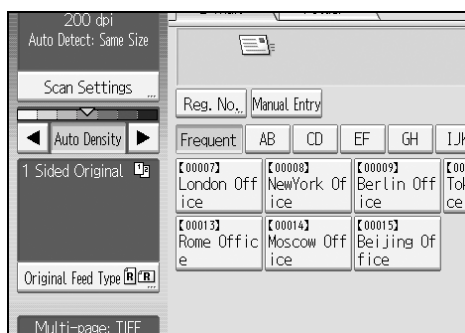 200 dpi
Auto Detect: Same Size
Scan Settings
Reg. No.
Manual Entry
Auto Density
Frequent
AB
CD
EF
GH
IJK
1 Sided Original
[00007]
London Off
ice
[00008]
NewYork Of
ice
[00009]
Berlin Off
ice
[00013]
Rome Offic
e
[00014]
Moscow Off
ice
[00015]
Beijing Of
fice
Original Feed Type
Multi-page: TIFF